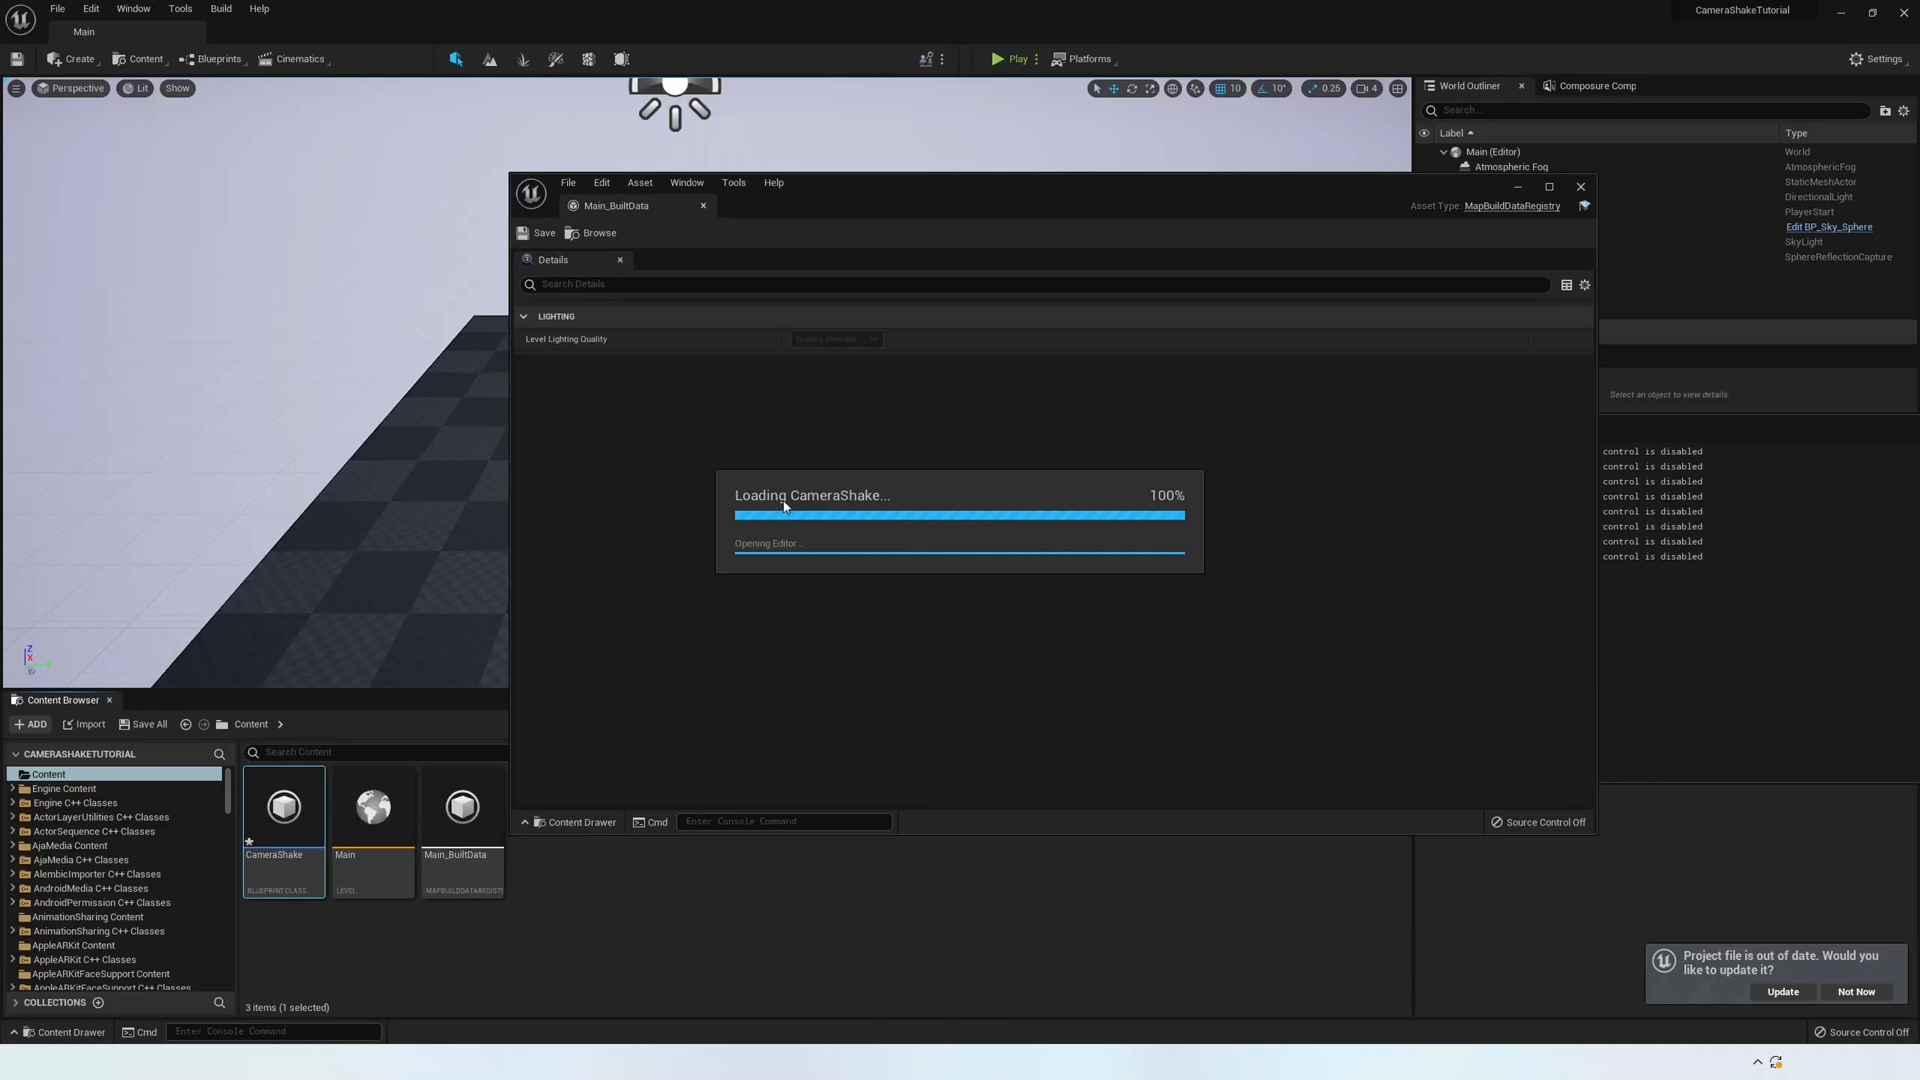 File Edit Window Tools Build Help
CameraShakeTutorial
Main
Create Content Blueprints Cinematics Play Platforms Settings
Perspective Lit Show
10 10° 0.25 4
World Outliner Composure Comp
Search...
Label Type
Main (Editor) World
Atmospheric Fog AtmosphericFog
StaticMeshActor
DirectionalLight
PlayerStart
Edit BP_Sky_Sphere
SkyLight
SphereReflectionCapture
File Edit Asset Window Tools Help
Main_BuiltData
Asset Type: MapBuildDataRegistry
Save Browse
Details
Search Details
LIGHTING
Level Lighting Quality Quality Preview
Select an object to view details.
control is disabled
control is disabled
control is disabled
control is disabled
control is disabled
control is disabled
control is disabled
control is disabled
Loading CameraShake... 100%
Opening Editor...
Content Drawer Cmd Enter Console Command Source Control Off
Z
X
Content Browser
ADD Import Save All Content
CAMERASHAKETUTORIAL
Search Content
Content
Engine Content
Engine C++ Classes
ActorLayerUtilities C++ Classes
ActorSequence C++ Classes
AjaMedia Content
AjaMedia C++ Classes
AlembicImporter C++ Classes
AndroidMedia C++ Classes
AndroidPermission C++ Classes
AnimationSharing Content
AnimationSharing C++ Classes
AppleARKit Content
AppleARKit C++ Classes
AppleARKitFaceSupport Content
AppleARKitFaceSupport C++ Classes
COLLECTIONS
CameraShake
BLUEPRINT CLASS
Main
LEVEL
Main_BuiltData
MAPBUILDDATAREGISTR
3 items (1 selected)
Project file is out of date. Would you
like to update it?
Update Not Now
Content Drawer Cmd Enter Console Command Source Control Off